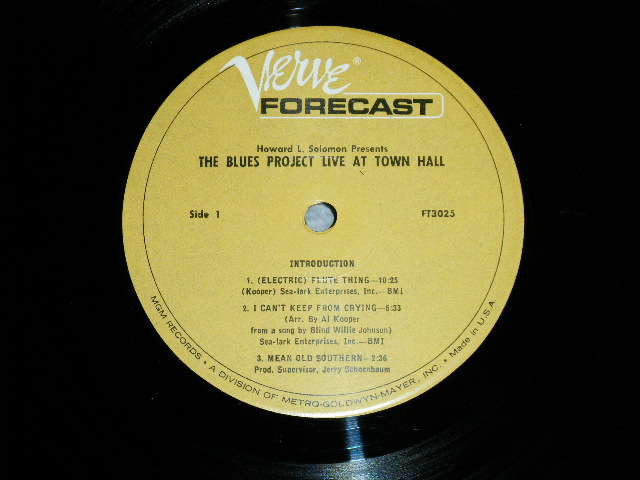 Verve®
FORECAST
Howard L. Solomon Presents
THE BLUES PROJECT LIVE AT TOWN HALL
Side 1
FT3025
INTRODUCTION
1. (ELECTRIC) FLUTE THING—10:25
(Kooper) Sea-lark Enterprises, Inc.—BMI
2. I CAN'T KEEP FROM CRYING—5:33
(Arr. By Al Kooper
from a song by Blind Willie Johnson)
Sea-lark Enterprises, Inc.—BMI
3. MEAN OLD SOUTHERN—2:36
Prod. Supervisor, Jerry Schoenbaum
MGM RECORDS • A DIVISION OF METRO-GOLDWYN-MAYER, INC. • Made in U.S.A